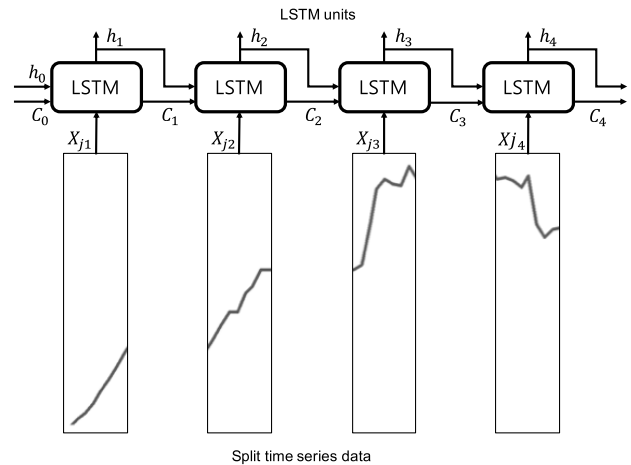 LSTM units
h₁ h₂ h₃ h₄
h₀ LSTM LSTM LSTM LSTM
C₀ C₁ C₂ C₃ C₄
Xⱼ₁ Xⱼ₂ Xⱼ₃ Xⱼ₄
Split time series data